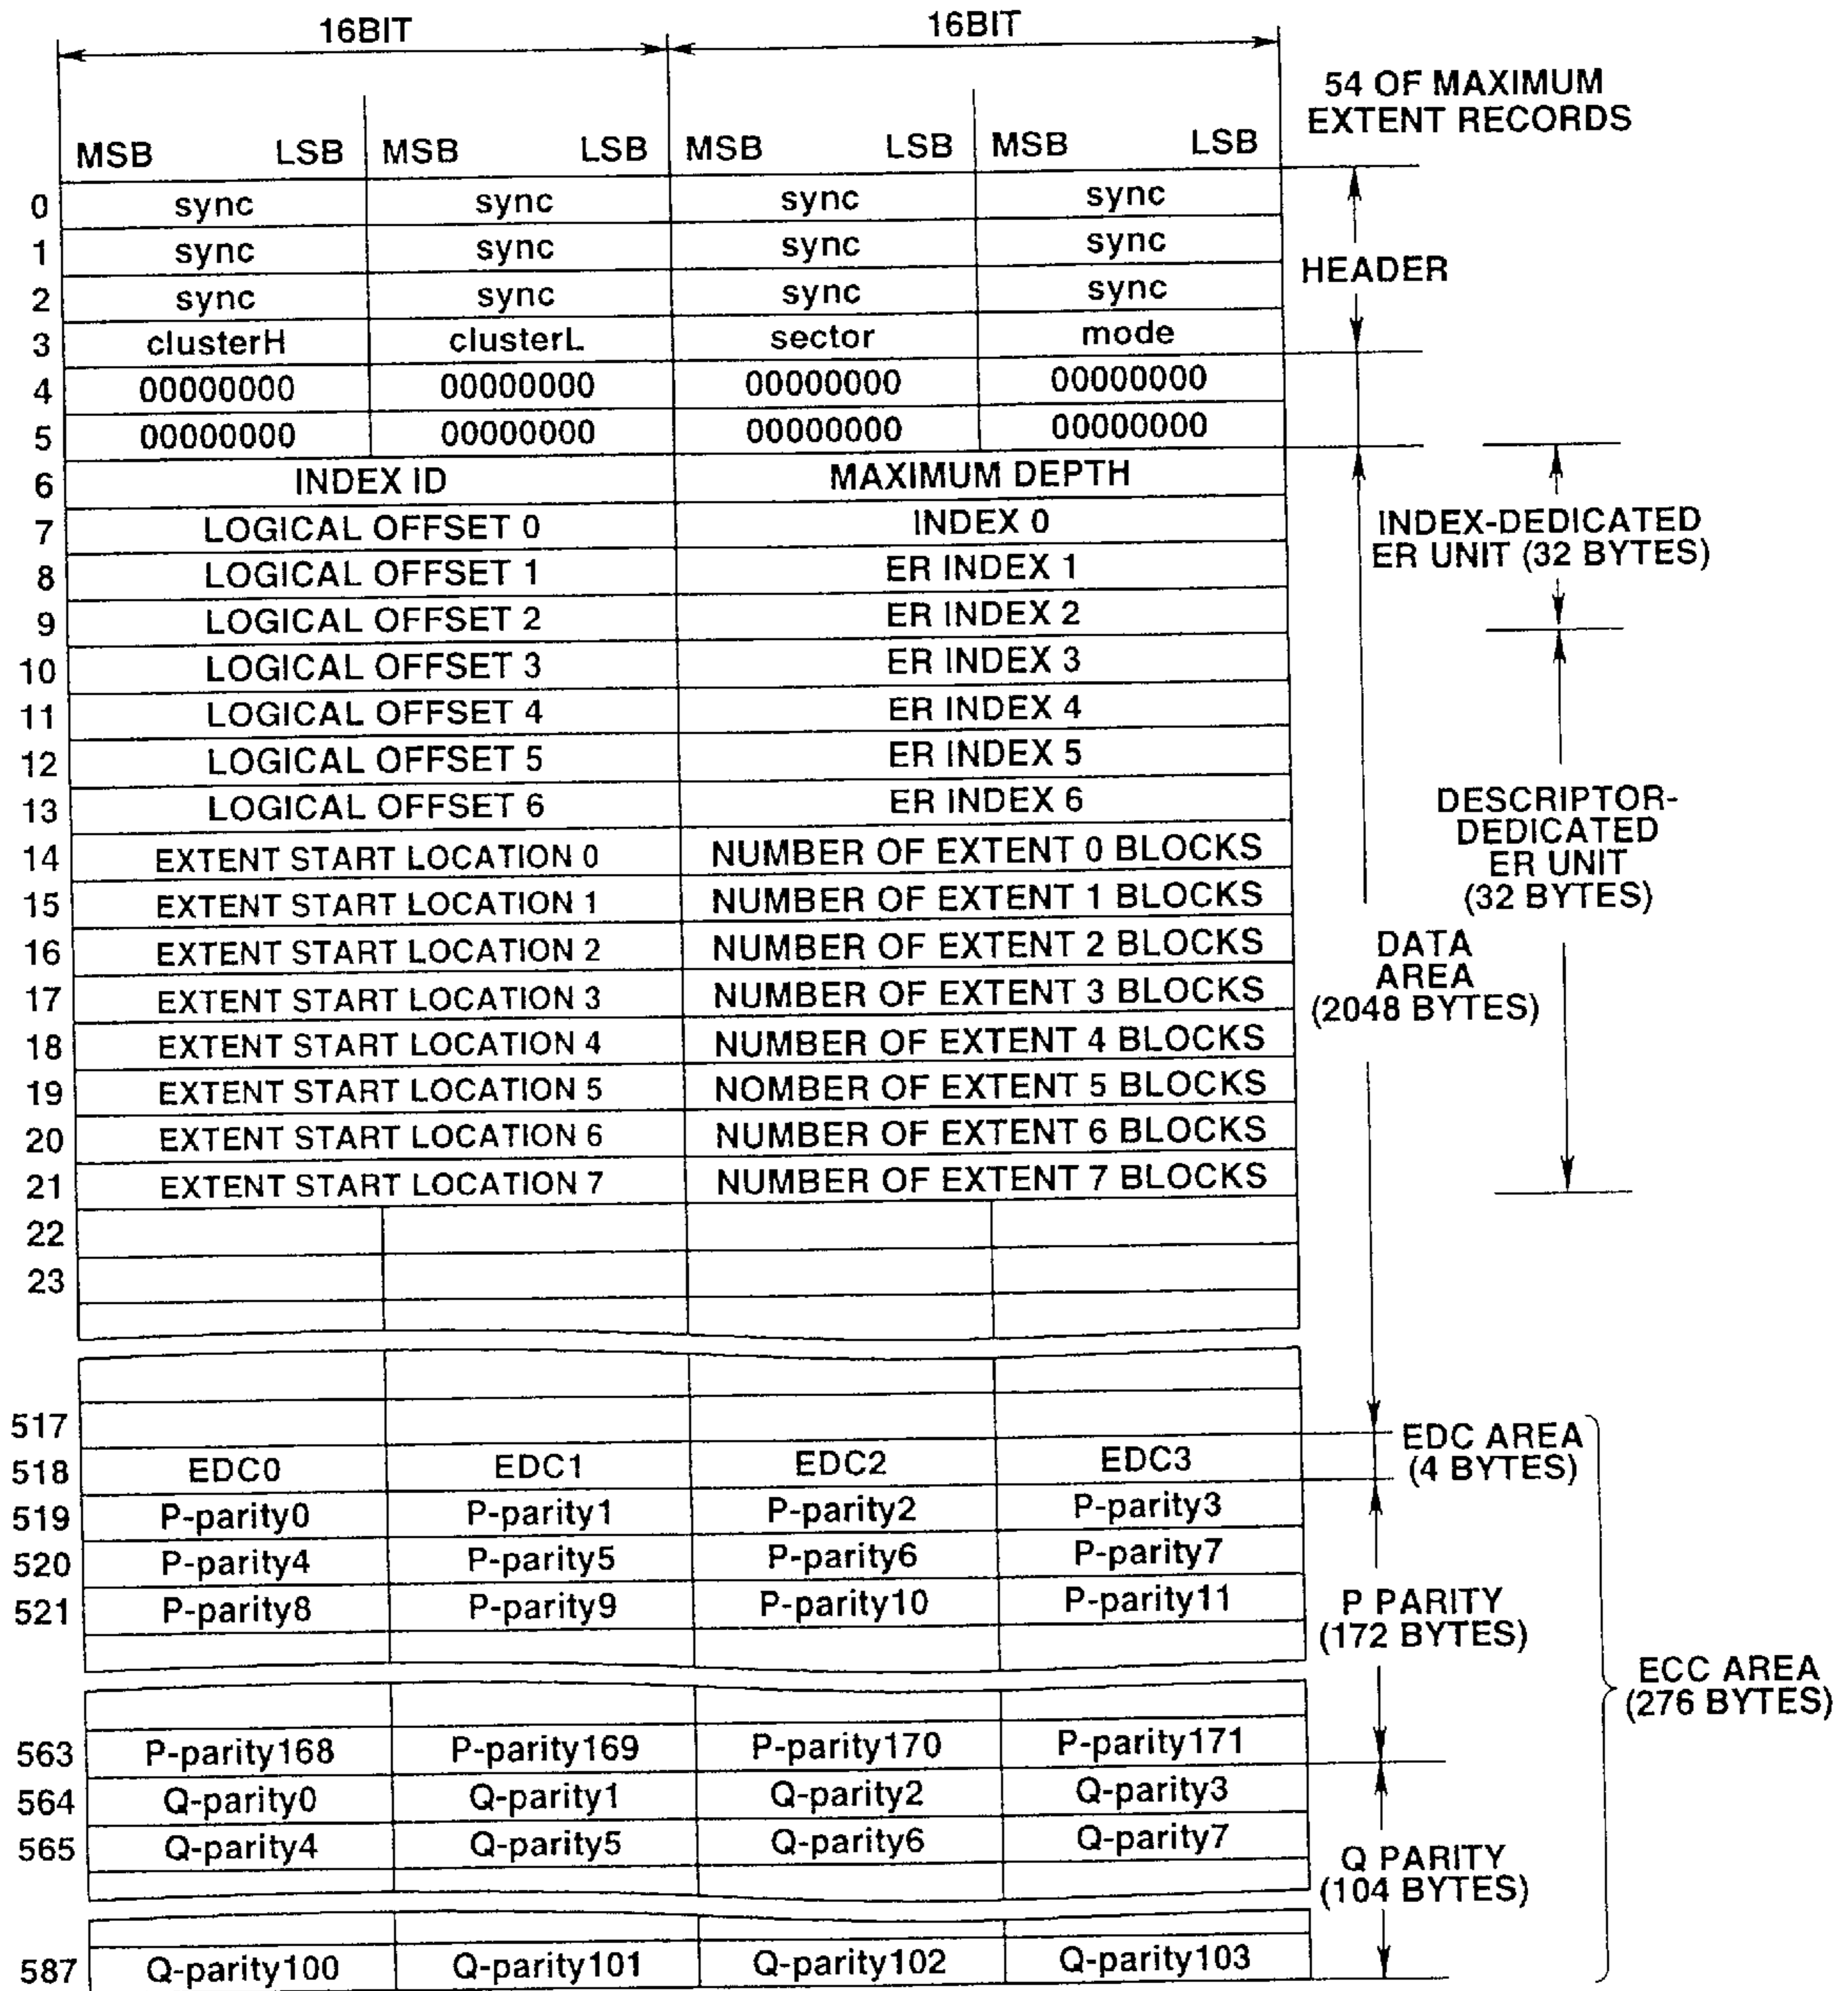 16BIT 16BIT
54 OF MAXIMUM
EXTENT RECORDS
MSB LSB MSB LSB MSB LSB MSB LSB
0 sync sync sync sync
1 sync sync sync sync
HEADER
2 sync sync sync sync
3 clusterH clusterL sector mode
4 00000000 00000000 00000000 00000000
5 00000000 00000000 00000000 00000000
6 INDEX ID MAXIMUM DEPTH
7 LOGICAL OFFSET 0 INDEX 0
INDEX-DEDICATED
ER UNIT (32 BYTES)
8 LOGICAL OFFSET 1 ER INDEX 1
9 LOGICAL OFFSET 2 ER INDEX 2
10 LOGICAL OFFSET 3 ER INDEX 3
11 LOGICAL OFFSET 4 ER INDEX 4
12 LOGICAL OFFSET 5 ER INDEX 5
13 LOGICAL OFFSET 6 ER INDEX 6
DESCRIPTOR-
DEDICATED
ER UNIT
(32 BYTES)
14 EXTENT START LOCATION 0 NUMBER OF EXTENT 0 BLOCKS
15 EXTENT START LOCATION 1 NUMBER OF EXTENT 1 BLOCKS
16 EXTENT START LOCATION 2 NUMBER OF EXTENT 2 BLOCKS
DATA
AREA
(2048 BYTES)
17 EXTENT START LOCATION 3 NUMBER OF EXTENT 3 BLOCKS
18 EXTENT START LOCATION 4 NUMBER OF EXTENT 4 BLOCKS
19 EXTENT START LOCATION 5 NOMBER OF EXTENT 5 BLOCKS
20 EXTENT START LOCATION 6 NUMBER OF EXTENT 6 BLOCKS
21 EXTENT START LOCATION 7 NUMBER OF EXTENT 7 BLOCKS
22
23
517
EDC AREA
(4 BYTES)
518 EDC0 EDC1 EDC2 EDC3
519 P-parity0 P-parity1 P-parity2 P-parity3
520 P-parity4 P-parity5 P-parity6 P-parity7
521 P-parity8 P-parity9 P-parity10 P-parity11
P PARITY
(172 BYTES)
ECC AREA
(276 BYTES)
563 P-parity168 P-parity169 P-parity170 P-parity171
564 Q-parity0 Q-parity1 Q-parity2 Q-parity3
565 Q-parity4 Q-parity5 Q-parity6 Q-parity7
Q PARITY
(104 BYTES)
587 Q-parity100 Q-parity101 Q-parity102 Q-parity103